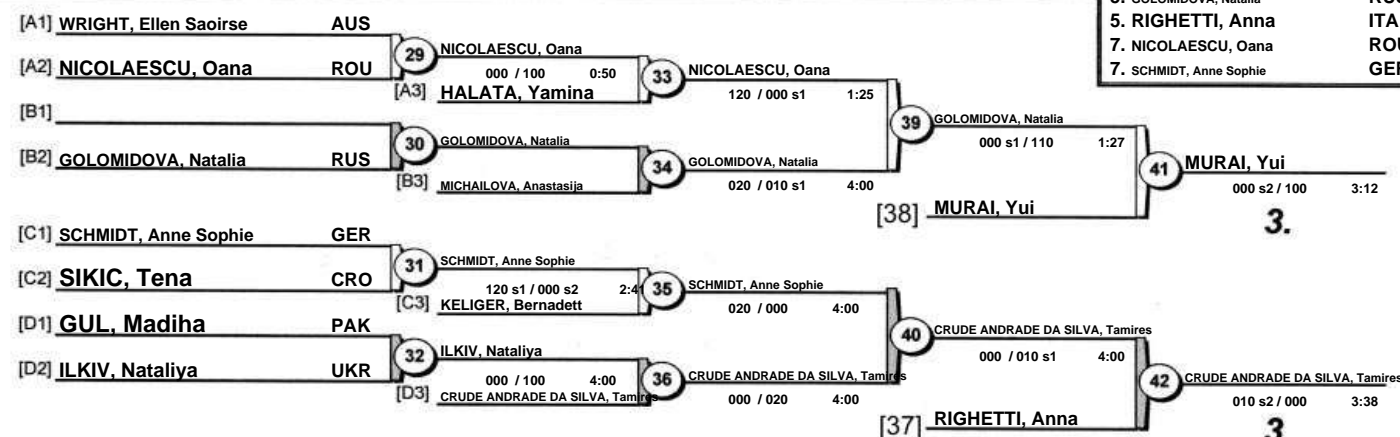 [A1] WRIGHT, Ellen Saoirse AUS
[A2] NICOLAESCU, Oana ROU
29
NICOLAESCU, Oana
000 / 100 0:50
[A3] HALATA, Yamina
33
NICOLAESCU, Oana
120 / 000 s1 1:25
[B1]
[B2] GOLOMIDOVA, Natalia RUS
30
GOLOMIDOVA, Natalia
[B3] MICHAILOVA, Anastasija
34
GOLOMIDOVA, Natalia
020 / 010 s1 4:00
39
GOLOMIDOVA, Natalia
000 s1 / 110 1:27
[38] MURAI, Yui
41
MURAI, Yui
000 s2 / 100 3:12
3.
[C1] SCHMIDT, Anne Sophie GER
[C2] SIKIC, Tena CRO
31
SCHMIDT, Anne Sophie
120 s1 / 000 s2 2:41
[C3] KELIGER, Bernadett
35
SCHMIDT, Anne Sophie
020 / 000 4:00
[D1] GUL, Madiha PAK
[D2] ILKIV, Nataliya UKR
32
ILKIV, Nataliya
000 / 100 4:00
[D3] CRUDE ANDRADE DA SILVA, Tamires
36
CRUDE ANDRADE DA SILVA, Tamires
000 / 020 4:00
40
CRUDE ANDRADE DA SILVA, Tamires
000 / 010 s1 4:00
[37] RIGHETTI, Anna
42
CRUDE ANDRADE DA SILVA, Tamires
010 s2 / 000 3:38
3
5. RIGHETTI, Anna ITA
7. NICOLAESCU, Oana ROU
7. SCHMIDT, Anne Sophie GER